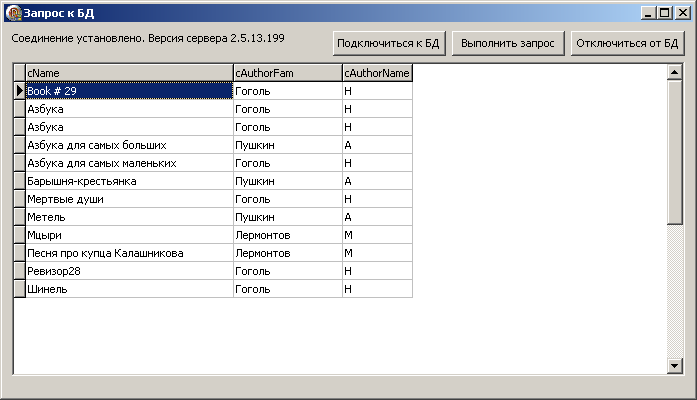 Запрос к БД
Соединение установлено. Версия сервера 2.5.13.199
Подключиться к БД Выполнить запрос Отключиться от БД
cName cAuthorFam cAuthorName
Book # 29 Гоголь Н
Азбука Гоголь Н
Азбука Гоголь Н
Азбука для самых больших Пушкин А
Азбука для самых маленьких Гоголь Н
Барышня-крестьянка Пушкин А
Мертвые души Гоголь Н
Метель Пушкин А
Мцыри Лермонтов М
Песня про купца Калашникова Лермонтов М
Ревизор28 Гоголь Н
Шинель Гоголь Н